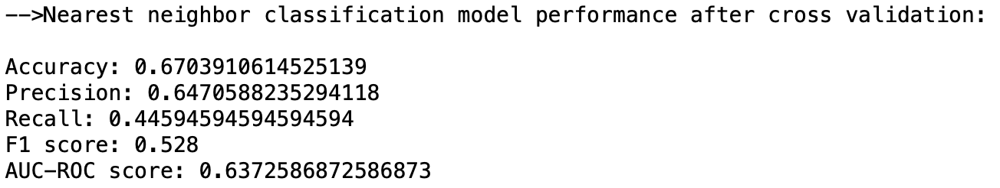 -->Nearest neighbor classification model performance after cross validation:
Accuracy: 0.6703910614525139
Precision: 0.6470588235294118
Recall: 0.44594594594594594
F1 score: 0.528
AUC-ROC score: 0.6372586872586873